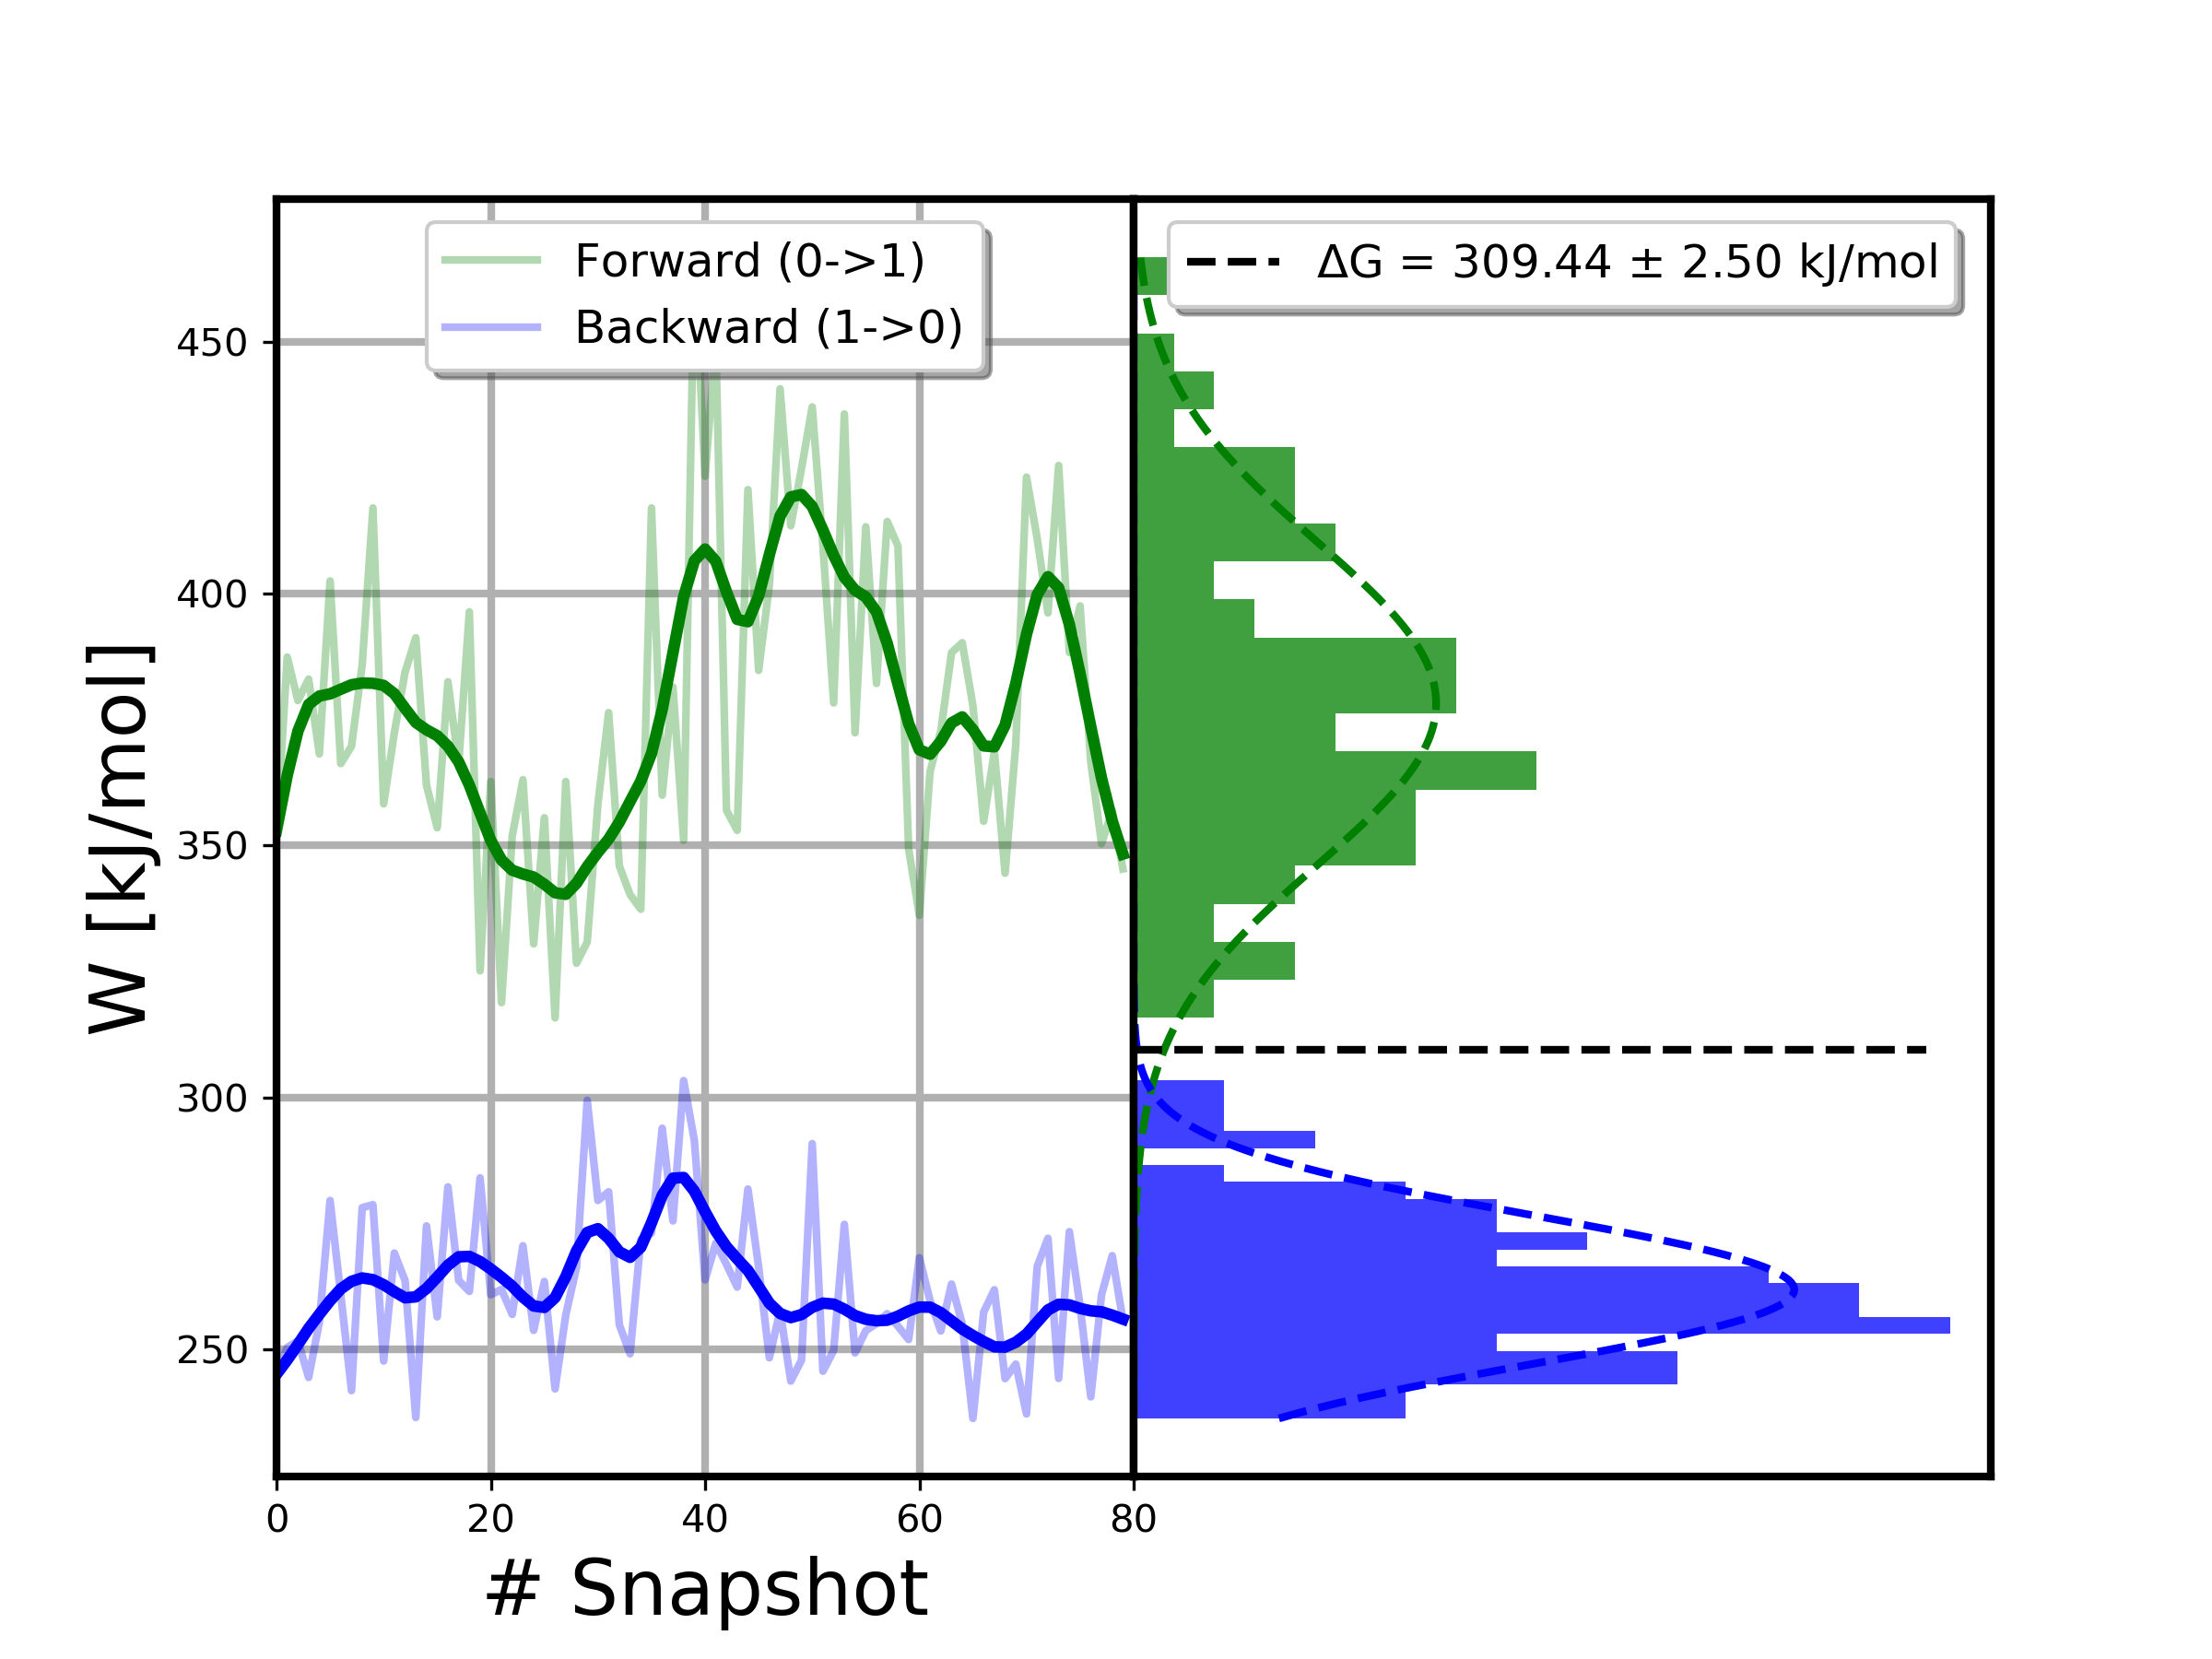 Forward (0->1)
Backward (1->0)
ΔG = 309.44 ± 2.50 kJ/mol
W [kJ/mol]
450
400
350
300
250
0 20 40 60 80
# Snapshot